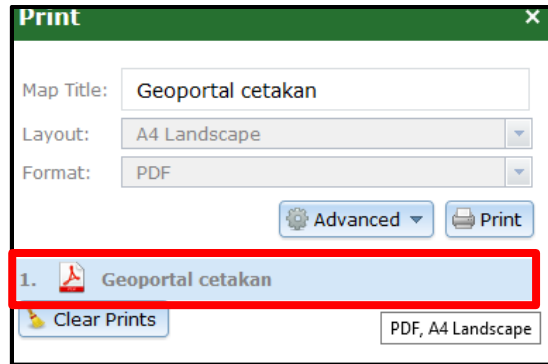 Print ×
Map Title: Geoportal cetakan
Layout: A4 Landscape
Format: PDF
Advanced Print
1. Geoportal cetakan
Clear Prints
PDF, A4 Landscape